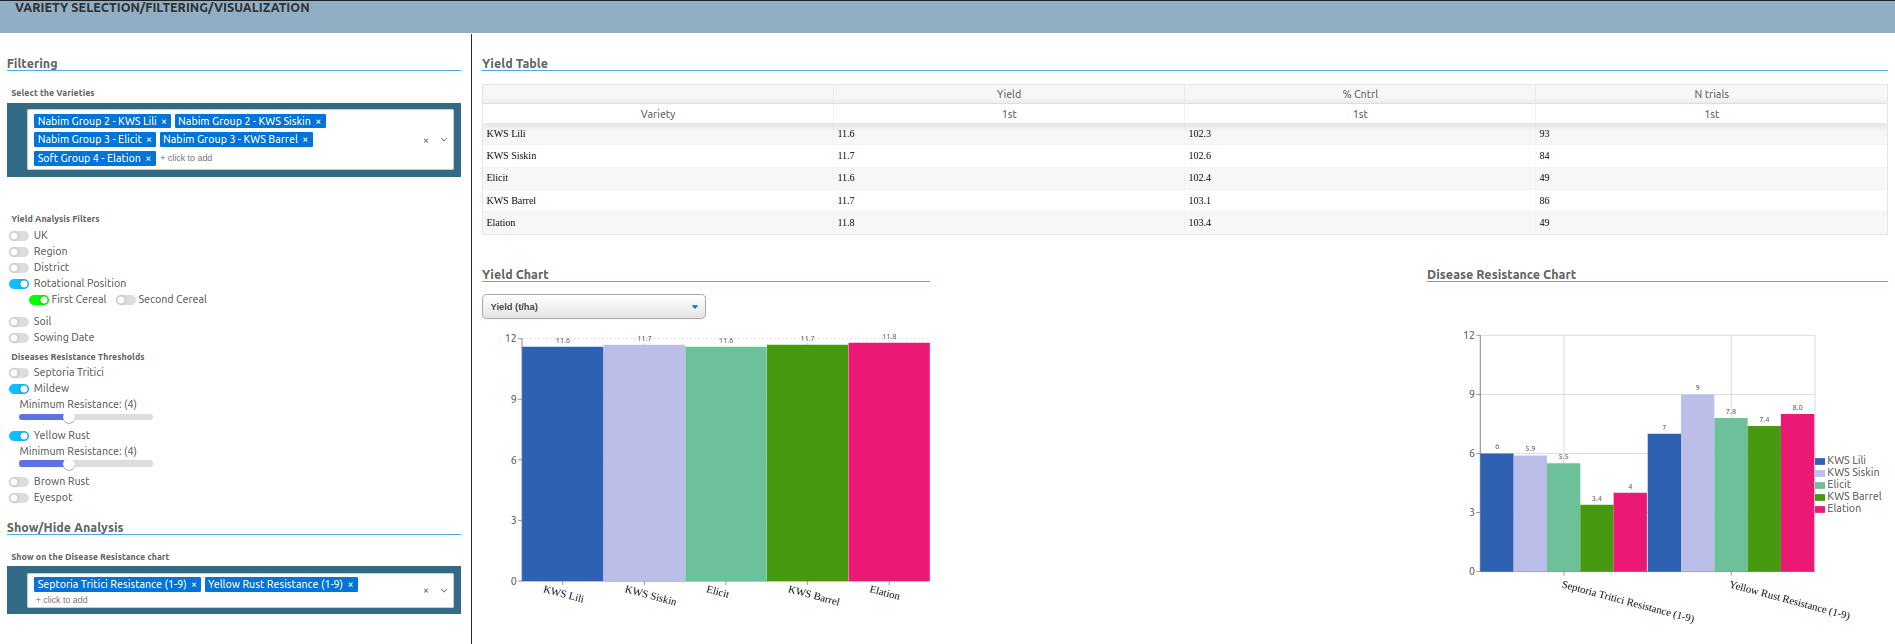 VARIETY SELECTION/FILTERING/VISUALIZATION
Filtering
Select the Varieties
Nabim Group 2 - KWS Lili × Nabim Group 2 - KWS Siskin ×
Nabim Group 3 - Elicit × Nabim Group 3 - KWS Barrel ×
Soft Group 4 - Elation × + click to add
×
Yield Analysis Filters
UK
Region
District
Rotational Position
First Cereal Second Cereal
Soil
Sowing Date
Diseases Resistance Thresholds
Septoria Tritici
Mildew
Minimum Resistance: (4)
Yellow Rust
Minimum Resistance: (4)
Brown Rust
Eyespot
Show/Hide Analysis
Show on the Disease Resistance chart
Septoria Tritici Resistance (1-9) × Yellow Rust Resistance (1-9) ×
+ click to add
×
Yield Table
Yield % Cntrl N trials
Variety 1st 1st 1st
KWS Lili 11.6 102.3 93
KWS Siskin 11.7 102.6 84
Elicit 11.6 102.4 49
KWS Barrel 11.7 103.1 86
Elation 11.8 103.4 49
Yield Chart
Yield (t/ha)
12
9
6
3
0
11.6 11.7 11.6 11.7 11.8
KWS Lili KWS Siskin Elicit KWS Barrel Elation
Disease Resistance Chart
12
9
6
3
0
6 5.9 5.5 3.4 4 7 9 7.8 7.4 8.0
Septoria Tritici Resistance (1-9) Yellow Rust Resistance (1-9)
KWS Lili
KWS Siskin
Elicit
KWS Barrel
Elation